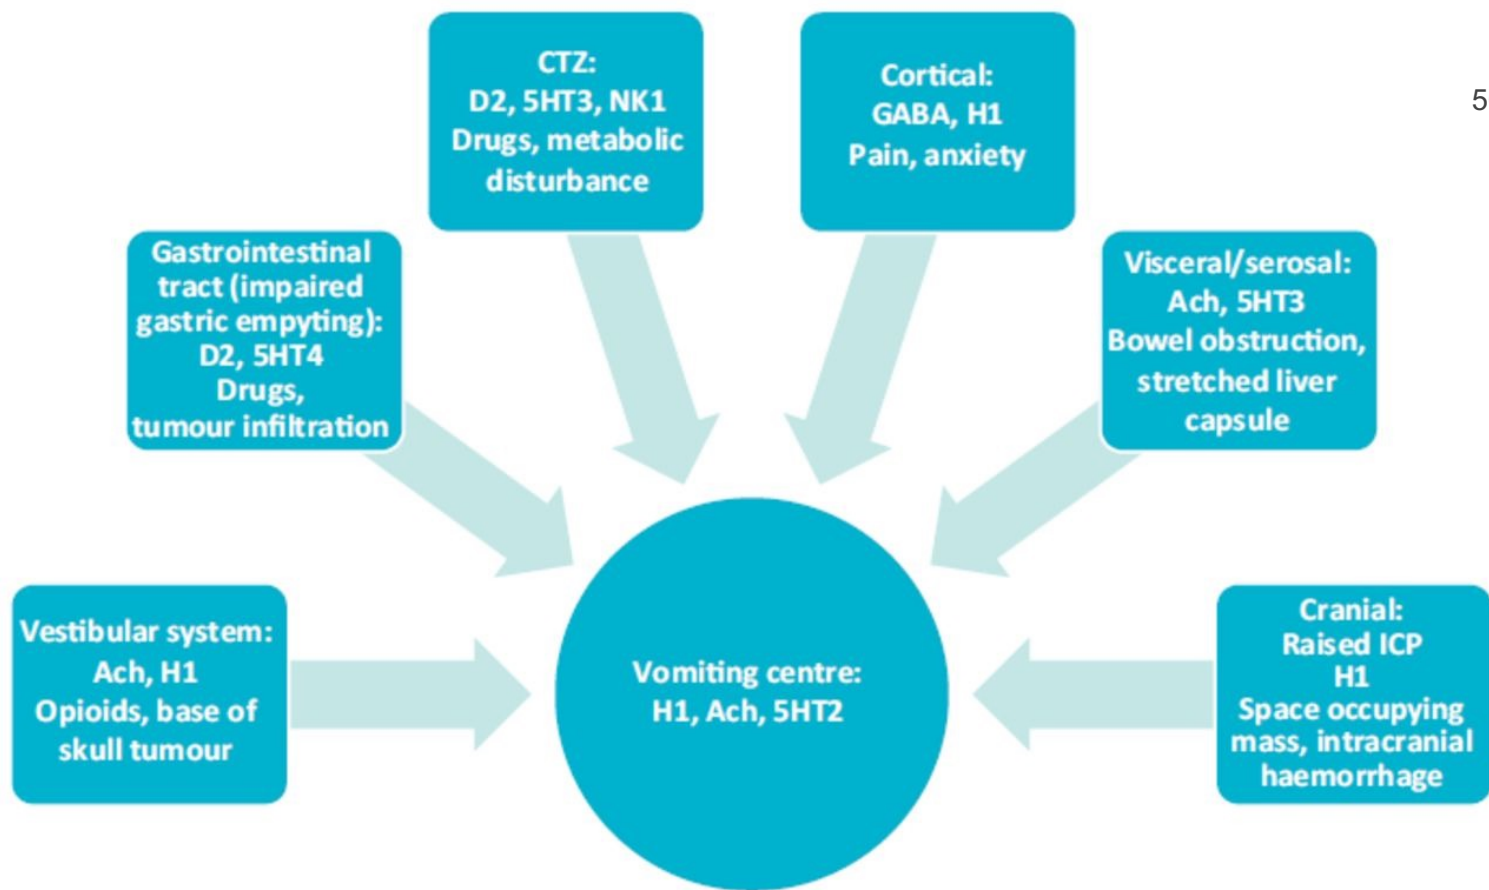 CTZ:
D2, 5HT3, NK1
Drugs, metabolic
disturbance
Cortical:
GABA, H1
Pain, anxiety
5
Gastrointestinal
tract (impaired
gastric empyting):
D2, 5HT4
Drugs,
tumour infiltration
Visceral/serosal:
Ach, 5HT3
Bowel obstruction,
stretched liver
capsule
Vestibular system:
Ach, H1
Opioids, base of
skull tumour
Vomiting centre:
H1, Ach, 5HT2
Cranial:
Raised ICP
H1
Space occupying
mass, intracranial
haemorrhage